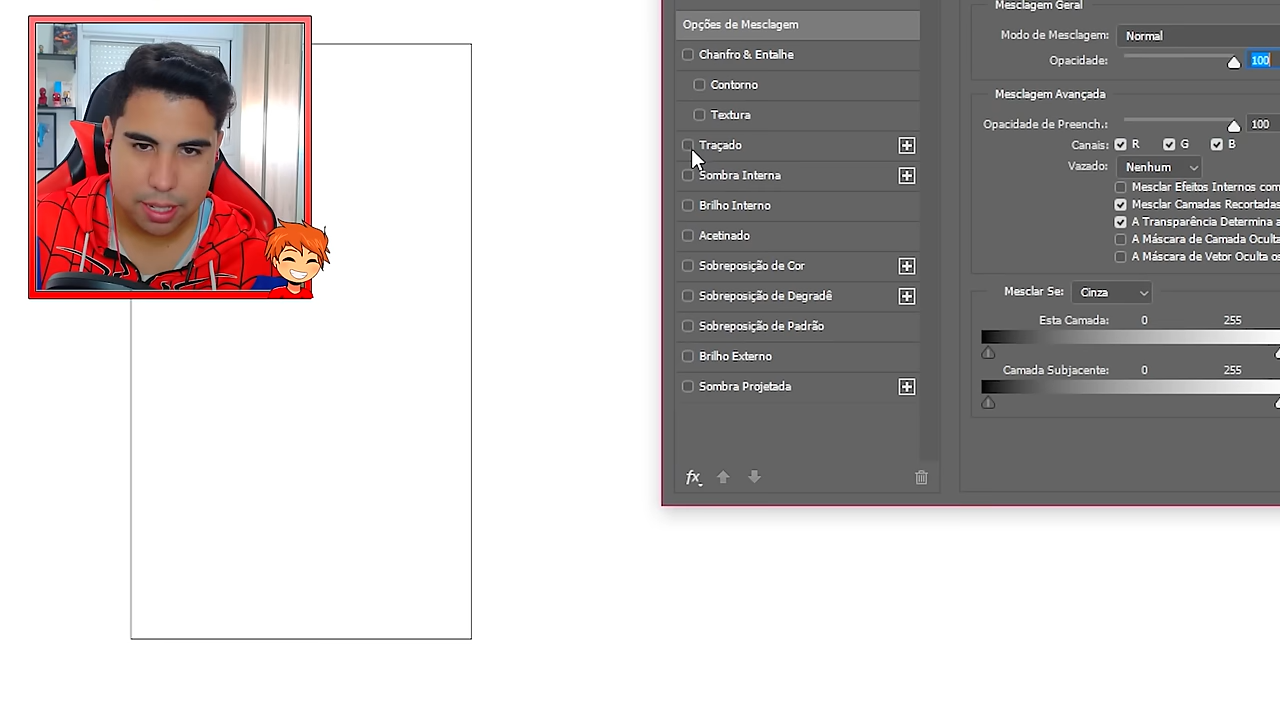 Opções de Mesclagem
Chanfro & Entalhe
Contorno
Textura
Traçado
Sombra Interna
Brilho Interno
Acetinado
Sobreposição de Cor
Sobreposição de Degradê
Sobreposição de Padrão
Brilho Externo
Sombra Projetada
fx
Mesclagem Geral
Modo de Mesclagem: Normal
Opacidade: 100
Mesclagem Avançada
Opacidade de Preench.: 100
Canais: R G B
Vazado: Nenhum
Mesclar Efeitos Internos com
Mesclar Camadas Recortadas
A Transparência Determina a
A Máscara de Camada Oculta
A Máscara de Vetor Oculta os
Mesclar Se: Cinza
Esta Camada: 0 255
Camada Subjacente: 0 255